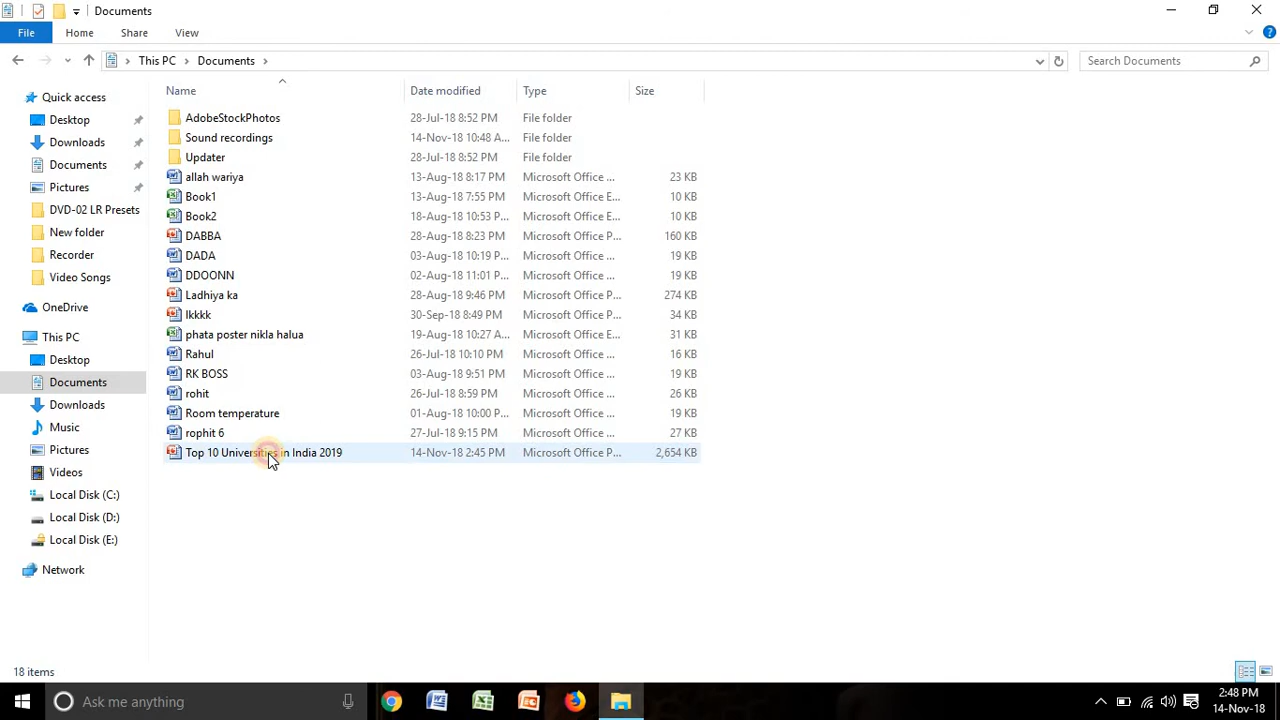 Documents
File Home Share View
This PC Documents Search Documents
Name Date modified Type Size
Quick access
Desktop
Downloads
Documents
Pictures
DVD-02 LR Presets
New folder
Recorder
Video Songs
OneDrive
This PC
Desktop
Documents
Downloads
Music
Pictures
Videos
Local Disk (C:)
Local Disk (D:)
Local Disk (E:)
Network
AdobeStockPhotos 28-Jul-18 8:52 PM File folder
Sound recordings 14-Nov-18 10:48 A... File folder
Updater 28-Jul-18 8:52 PM File folder
allah wariya 13-Aug-18 8:17 PM Microsoft Office ... 23 KB
Book1 13-Aug-18 7:55 PM Microsoft Office E... 10 KB
Book2 18-Aug-18 10:53 P... Microsoft Office E... 10 KB
DABBA 28-Aug-18 8:23 PM Microsoft Office P... 160 KB
DADA 03-Aug-18 10:19 P... Microsoft Office ... 19 KB
DDOONN 02-Aug-18 11:01 P... Microsoft Office ... 19 KB
Ladhiya ka 28-Aug-18 9:46 PM Microsoft Office P... 274 KB
30-Sep-18 8:49 PM Microsoft Office P... 34 KB
phata poster nikla halua 19-Aug-18 10:27 A... Microsoft Office E... 31 KB
Rahul 26-Jul-18 10:10 PM Microsoft Office ... 16 KB
RK BOSS 03-Aug-18 9:51 PM Microsoft Office ... 19 KB
rohit 26-Jul-18 8:59 PM Microsoft Office ... 26 KB
Room temperature 01-Aug-18 10:00 P... Microsoft Office ... 19 KB
rophit 6 27-Jul-18 9:15 PM Microsoft Office ... 27 KB
Top 10 Universities in India 2019 14-Nov-18 2:45 PM Microsoft Office P... 2,654 KB
18 items
Ask me anything
2:48 PM
14-Nov-18